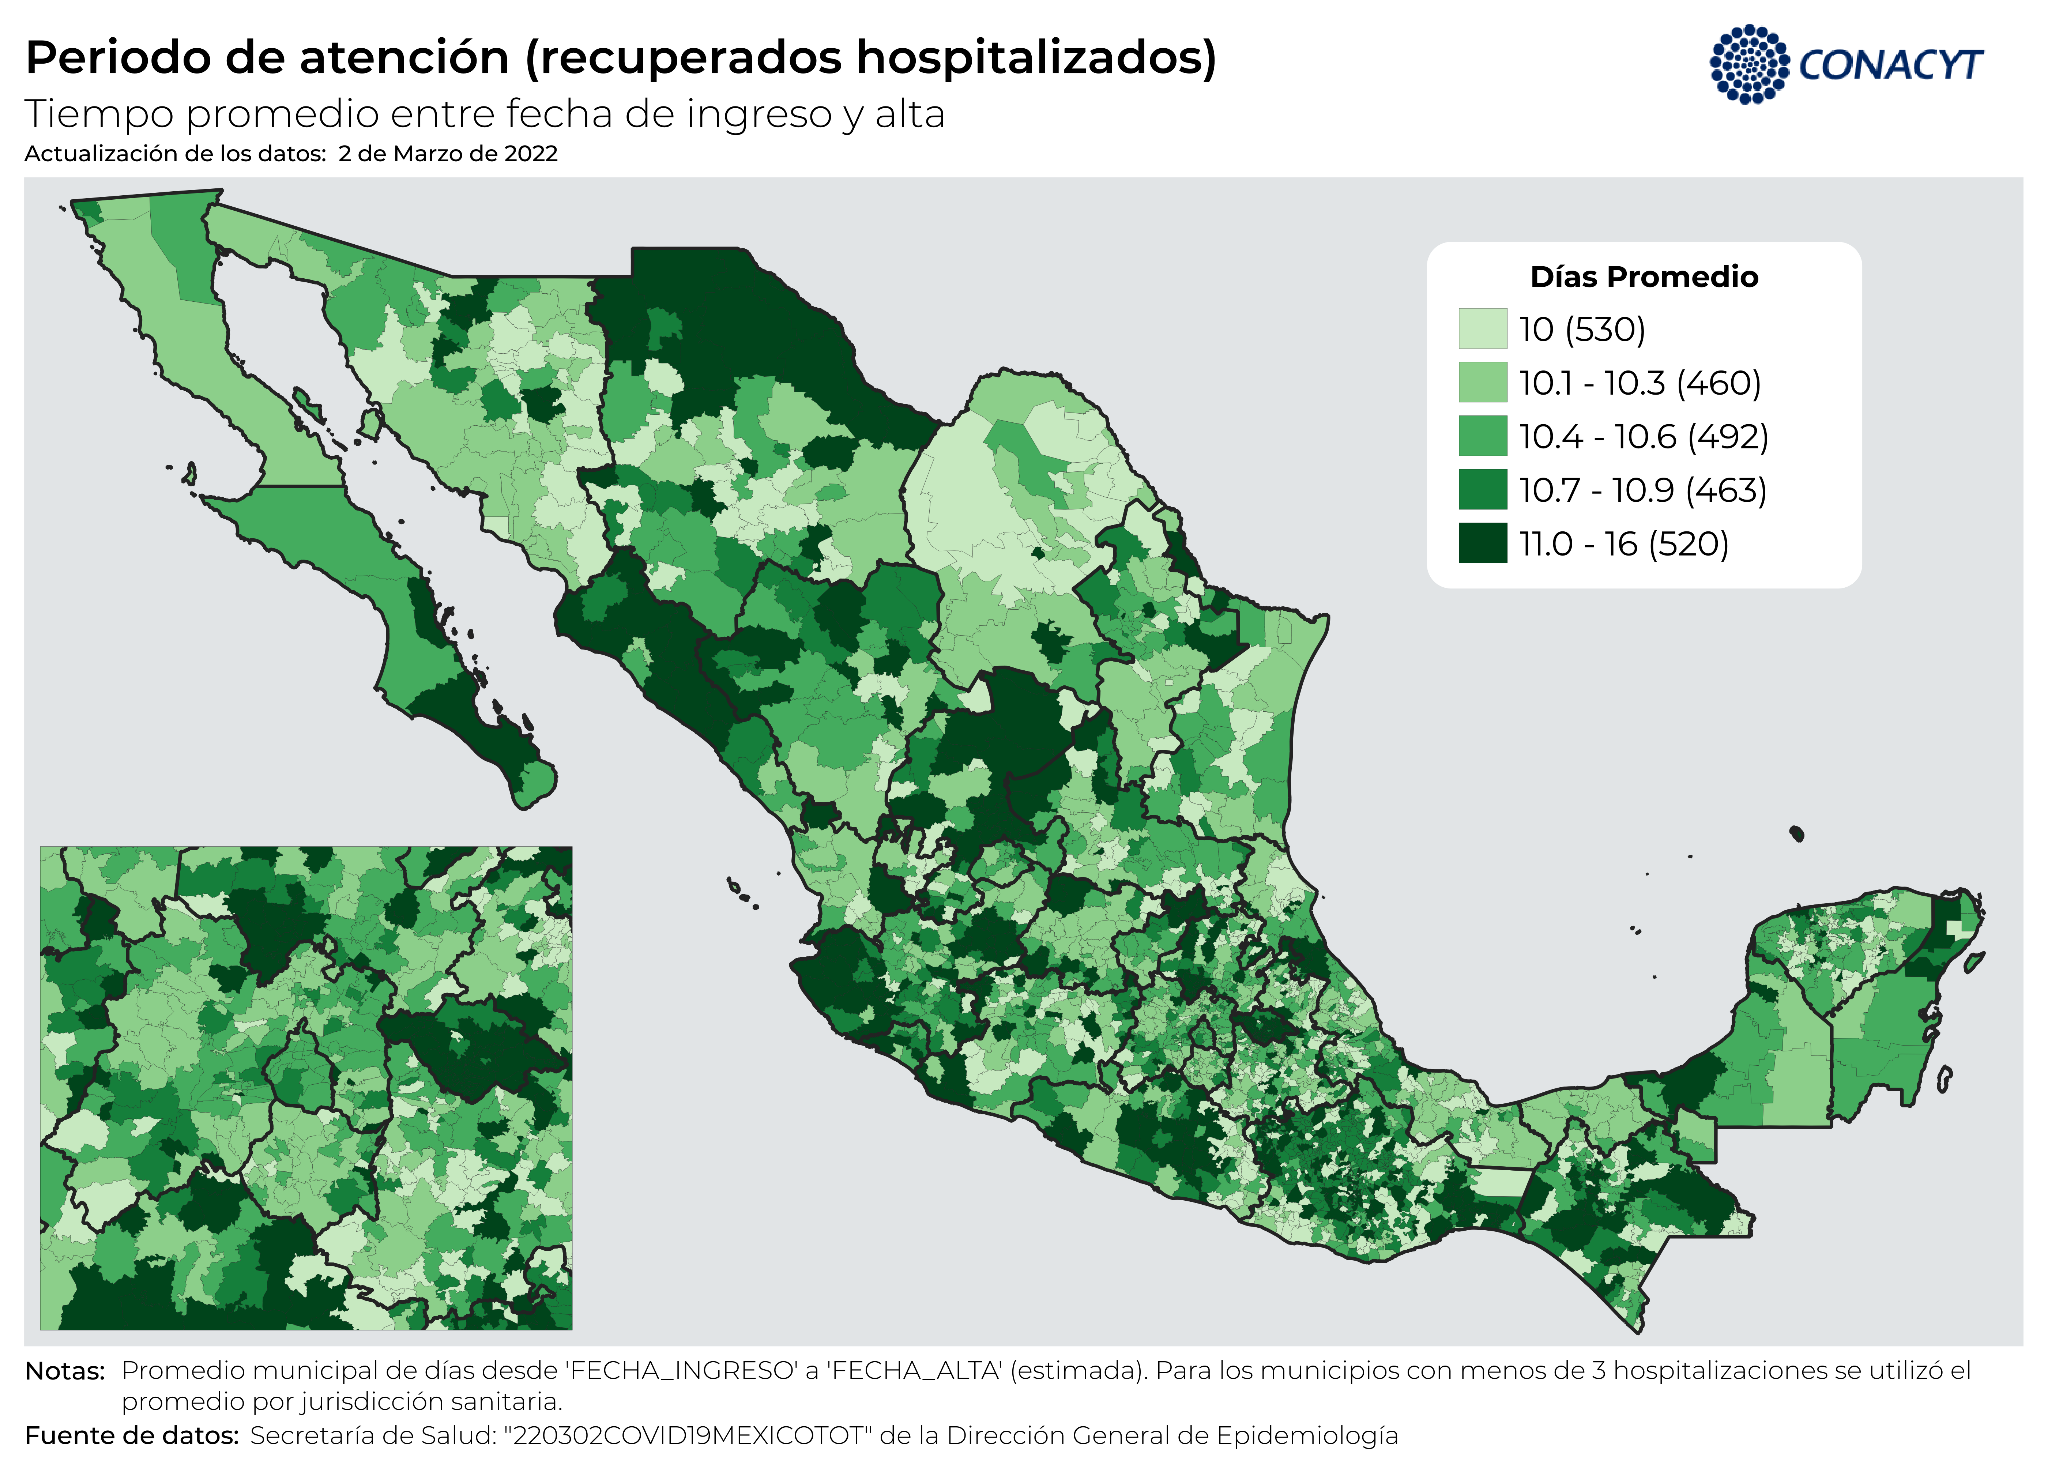 Periodo de atención (recuperados hospitalizados)
CONACYT
Tiempo promedio entre fecha de ingreso y alta
Actualización de los datos: 2 de Marzo de 2022
Días Promedio
10 (530)
10.1 - 10.3 (460)
10.4 - 10.6 (492)
10.7 - 10.9 (463)
11.0 - 16 (520)
Notas: Promedio municipal de días desde 'FECHA_INGRESO' a 'FECHA_ALTA' (estimada). Para los municipios con menos de 3 hospitalizaciones se utilizó el
promedio por jurisdicción sanitaria.
Fuente de datos: Secretaría de Salud: "220302COVID19MEXICOTOT" de la Dirección General de Epidemiología